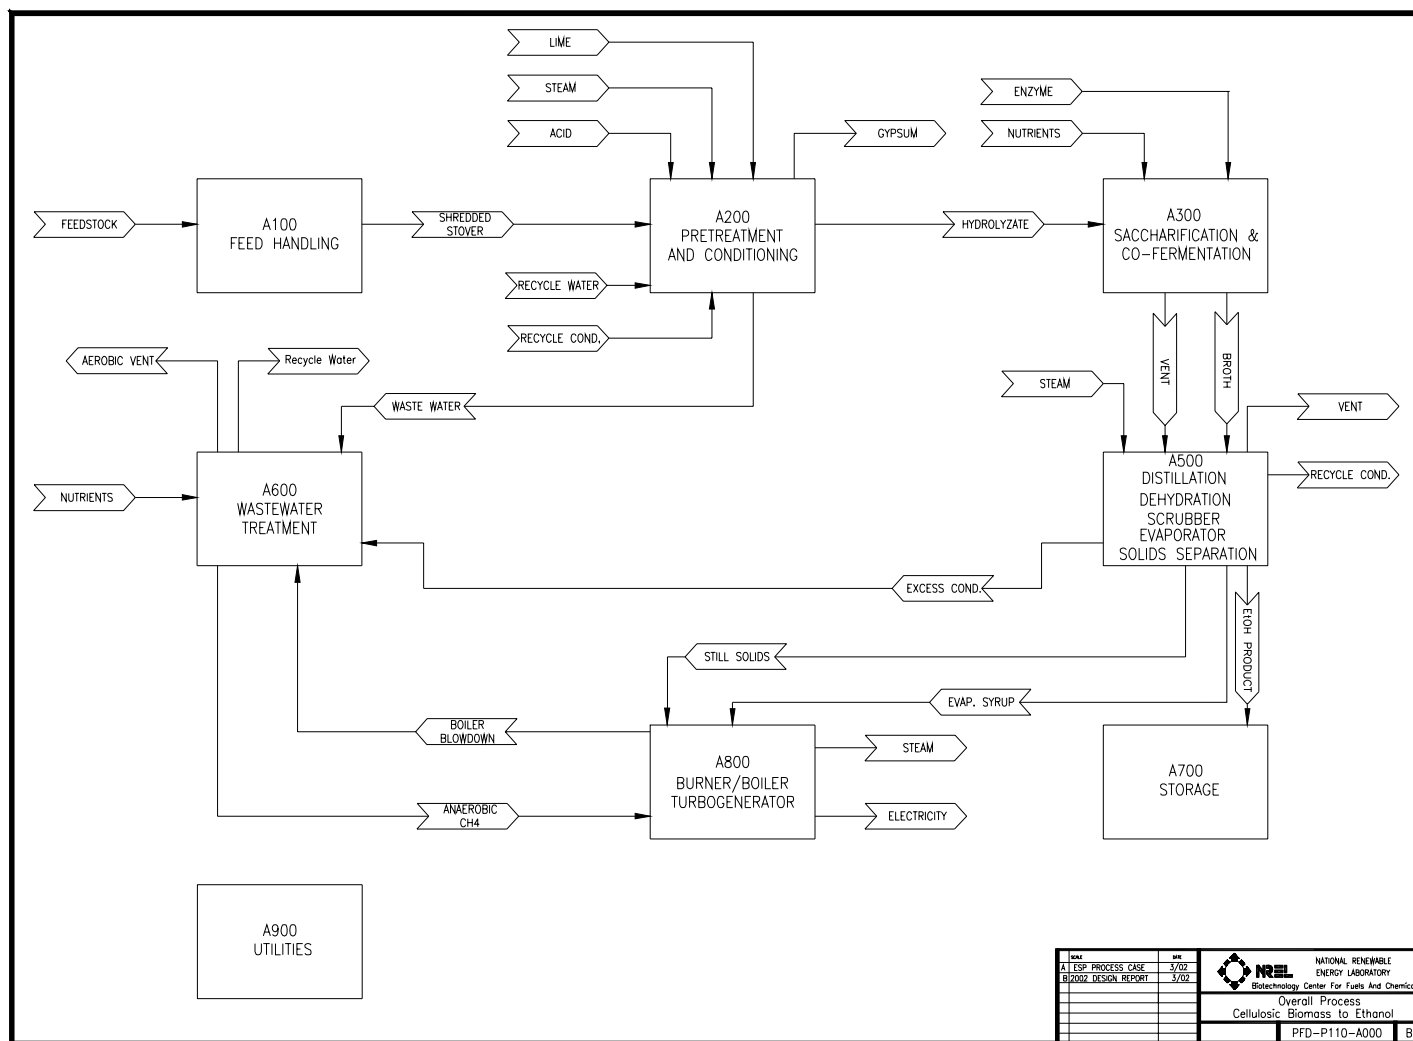 LIME
STEAM
ACID
GYPSUM
ENZYME
NUTRIENTS
FEEDSTOCK
A100
FEED HANDLING
SHREDDED
STOVER
A200
PRETREATMENT
AND CONDITIONING
HYDROLYZATE
A300
SACCHARIFICATION &
CO-FERMENTATION
RECYCLE WATER
RECYCLE COND.
AEROBIC VENT
Recycle Water
WASTE WATER
STEAM
VENT
BROTH
VENT
RECYCLE COND.
NUTRIENTS
A600
WASTEWATER
TREATMENT
A500
DISTILLATION
DEHYDRATION
SCRUBBER
EVAPORATOR
SOLIDS SEPARATION
EXCESS COND.
EtOH PRODUCT
STILL SOLIDS
EVAP. SYRUP
BOILER
BLOWDOWN
A800
BURNER/BOILER
TURBOGENERATOR
STEAM
ELECTRICITY
A700
STORAGE
ANAEROBIC
CH4
A900
UTILITIES
SCALE DATE
A ESP PROCESS CASE 3/02
B 2002 DESIGN REPORT 3/02
NREL
NATIONAL RENEWABLE
ENERGY LABORATORY
Biotechnology Center For Fuels And Chemic
Overall Process
Cellulosic Biomass to Ethanol
PFD-P110-A000 B